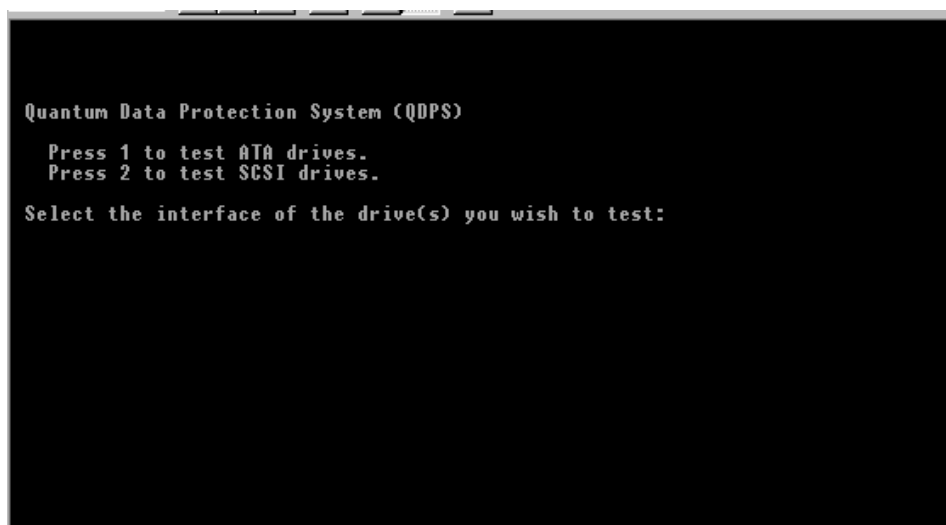 Quantum Data Protection System (QDPS)
Press 1 to test ATA drives.
Press 2 to test SCSI drives.
Select the interface of the drive(s) you wish to test: